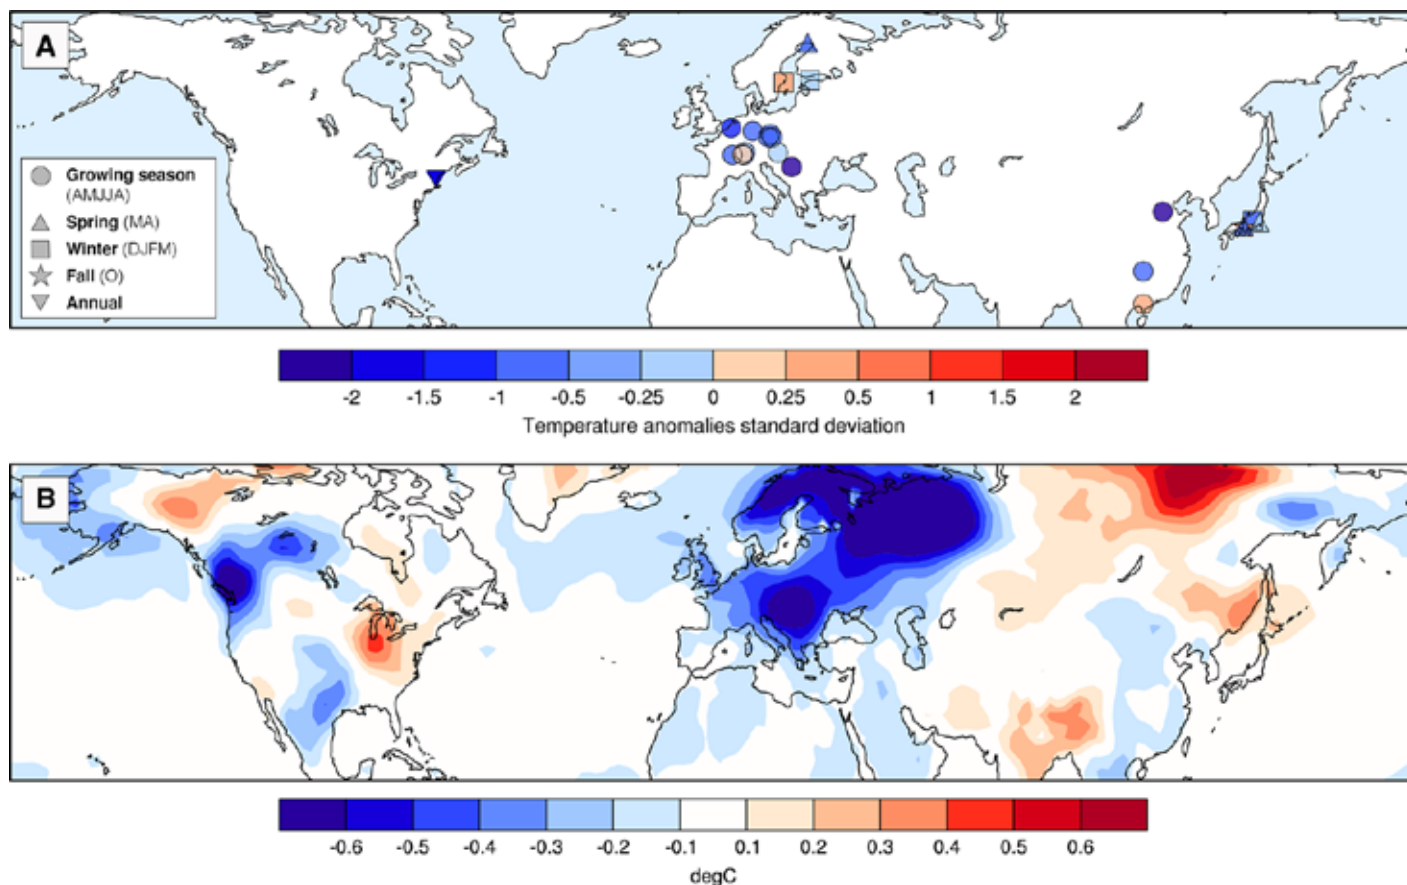 A
Growing season
(AMJJA)
Spring (MA)
Winter (DJFM)
Fall (O)
Annual
-2 -1.5 -1 -0.5 -0.25 0 0.25 0.5 1 1.5 2
Temperature anomalies standard deviation
B
-0.6 -0.5 -0.4 -0.3 -0.2 -0.1 0.1 0.2 0.3 0.4 0.5 0.6
degC